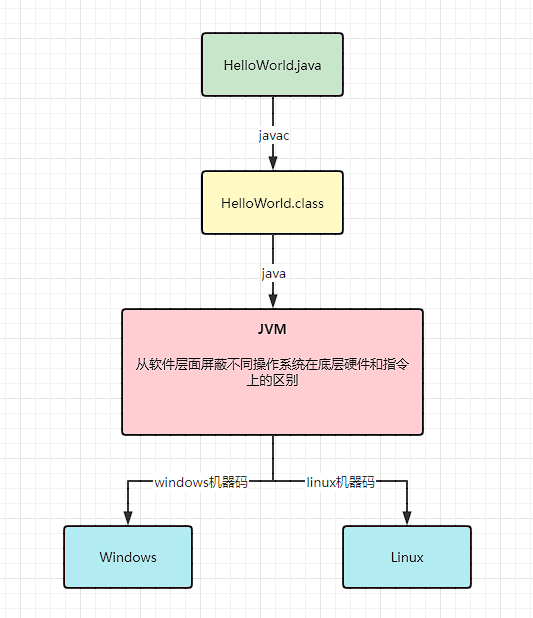 HelloWorld.java
javac
HelloWorld.class
java
JVM
从软件层面屏蔽不同操作系统在底层硬件和指令
上的区别
windows机器码
linux机器码
Windows
Linux